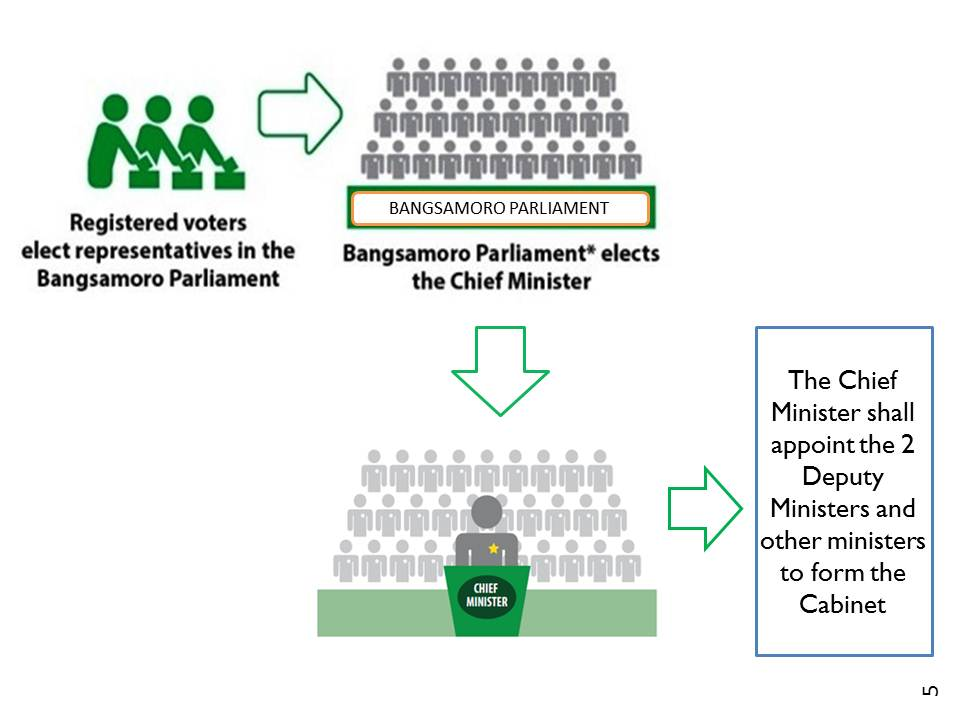 Registered voters
elect representatives in the
Bangsamoro Parliament
BANGSAMORO PARLIAMENT
Bangsamoro Parliament* elects
the Chief Minister
CHIEF
MINISTER
The Chief
Minister shall
appoint the 2
Deputy
Ministers and
other ministers
to form the
Cabinet
5